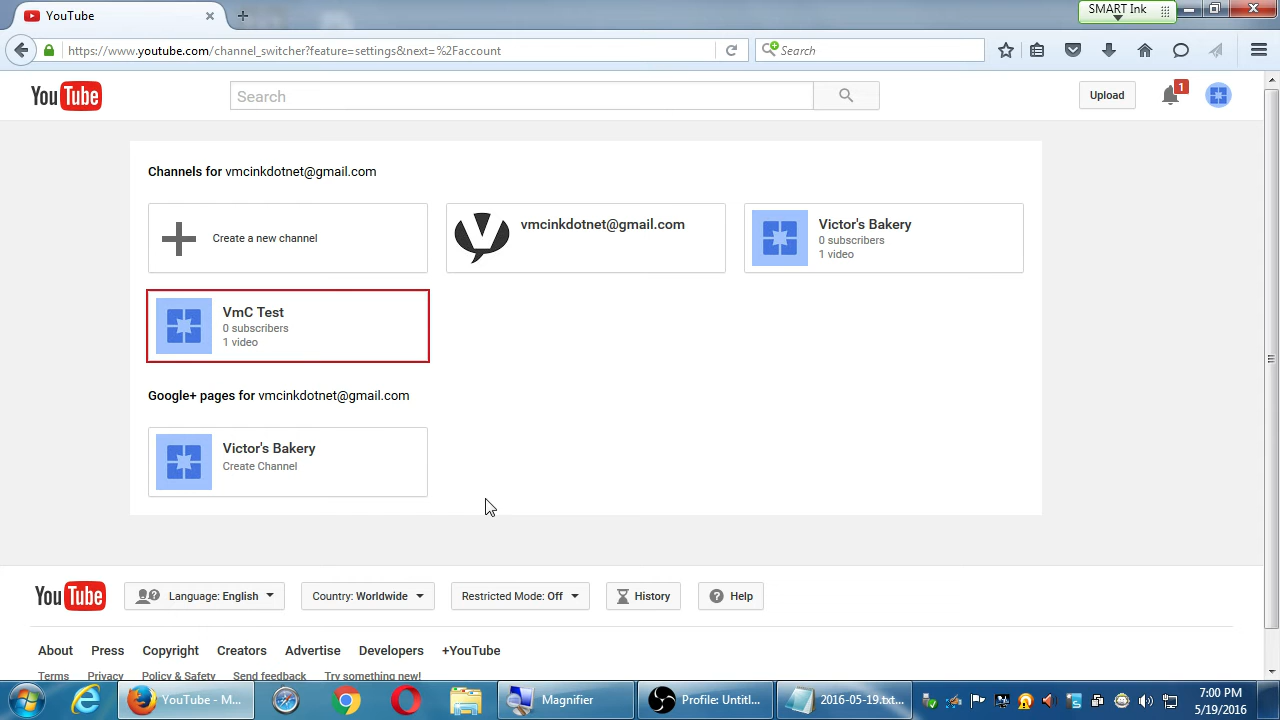 YouTube
SMART Ink
https://www.youtube.com/channel_switcher?feature=settings&next=%2Faccount
Search
YouTube
Search
Upload
1
Channels for vmcinkdotnet@gmail.com
Create a new channel
vmcinkdotnet@gmail.com
Victor's Bakery
0 subscribers
1 video
VmC Test
0 subscribers
1 video
Google+ pages for vmcinkdotnet@gmail.com
Victor's Bakery
Create Channel
YouTube
Language: English
Country: Worldwide
Restricted Mode: Off
History
Help
About Press Copyright Creators Advertise Developers +YouTube
Terms Privacy Policy & Safety Send feedback Try something new!
YouTube - M...
Magnifier
Profile: Untitl...
2016-05-19.txt...
7:00 PM
5/19/2016